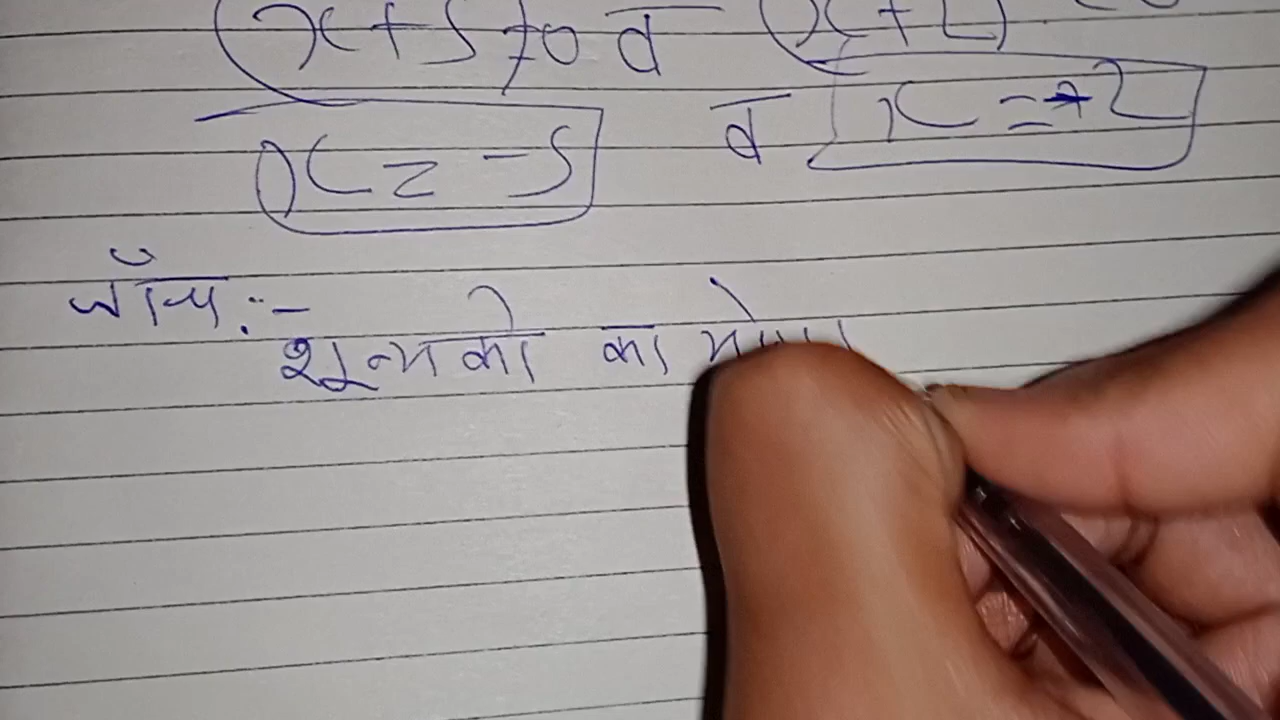 x+5=0 व x+2
x = -5 व x = +2
जाँच :-
शून्यको का